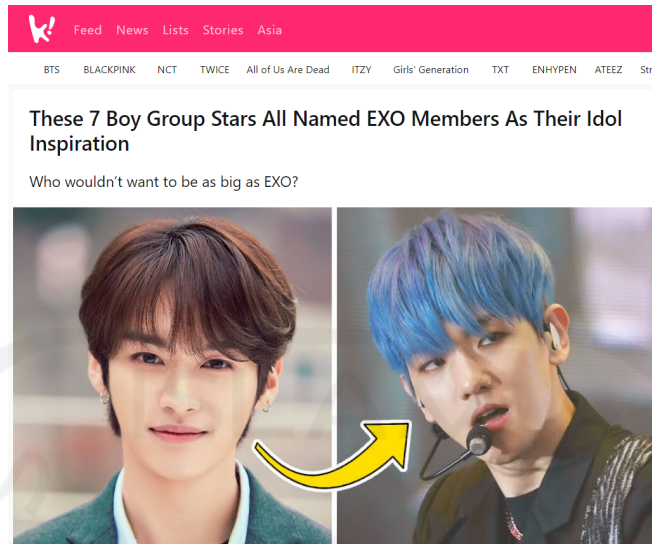 k!
Feed News Lists Stories Asia
BTS BLACKPINK NCT TWICE All of Us Are Dead ITZY Girls' Generation TXT ENHYPEN ATEEZ Str
These 7 Boy Group Stars All Named EXO Members As Their Idol
Inspiration
Who wouldn't want to be as big as EXO?